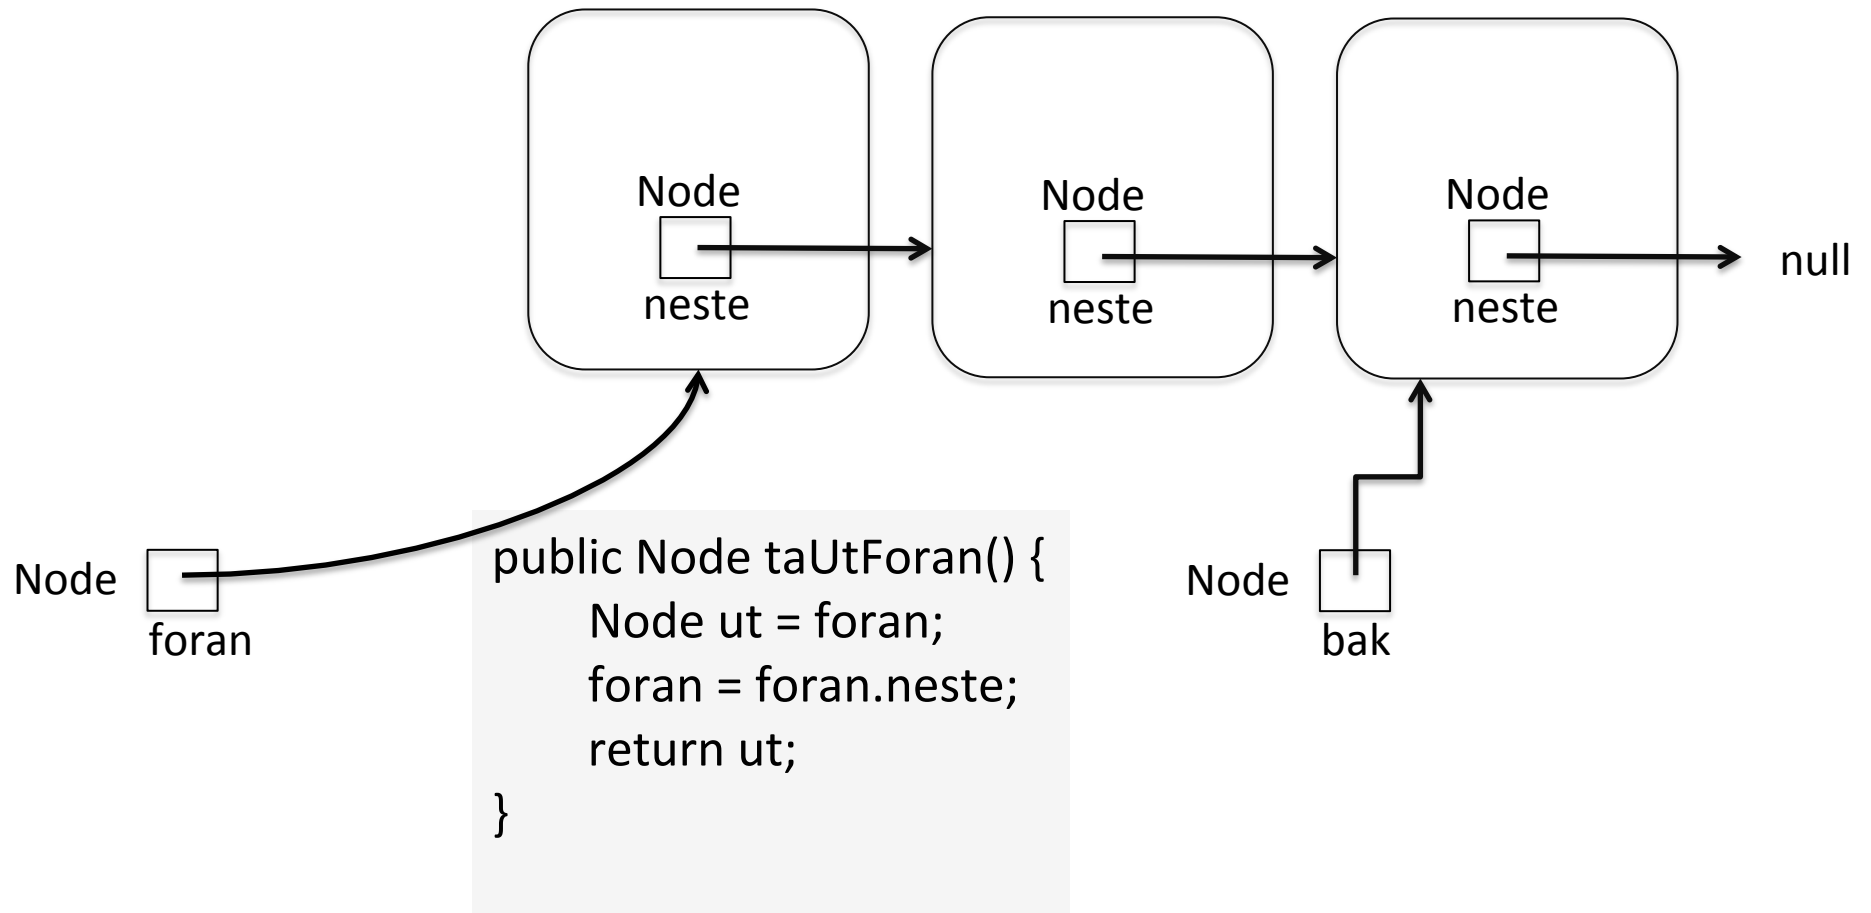 Node
neste
Node
neste
Node
neste
null
Node
foran
public Node taUtForan() {
Node ut = foran;
foran = foran.neste;
return ut;
}
Node
bak